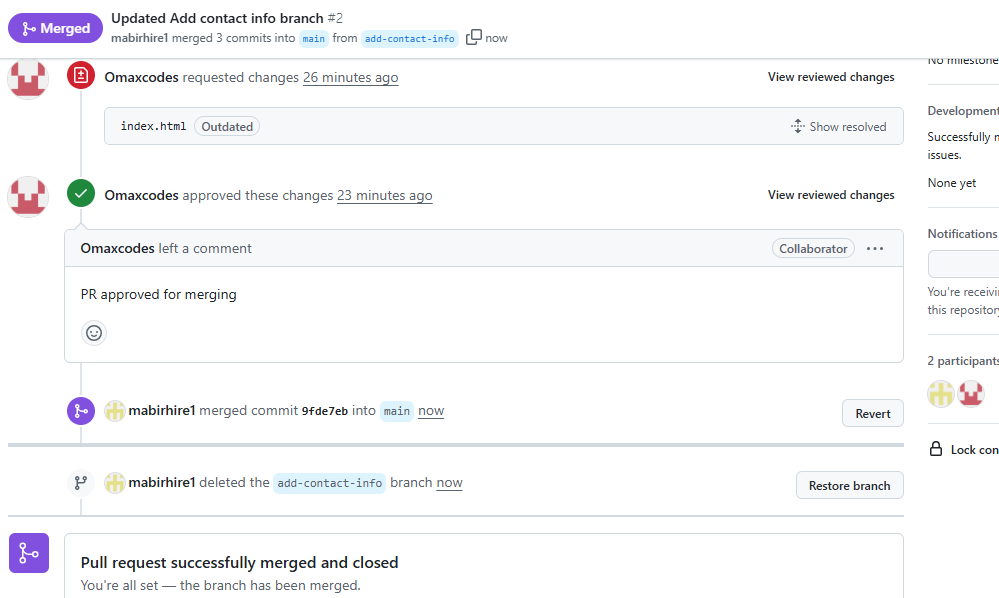 Merged
Updated Add contact info branch #2
mabirhire1 merged 3 commits into main from add-contact-info now
No milestone
Omaxcodes requested changes 26 minutes ago
View reviewed changes
index.html Outdated
Show resolved
Omaxcodes approved these changes 23 minutes ago
View reviewed changes
Omaxcodes left a comment
Collaborator
PR approved for merging
mabirhire1 merged commit 9fde7eb into main now
Revert
mabirhire1 deleted the add-contact-info branch now
Restore branch
Pull request successfully merged and closed
You're all set — the branch has been merged.
Development
Successfully m
issues.
None yet
Notifications
You're receivi
this repository
2 participants
Lock con